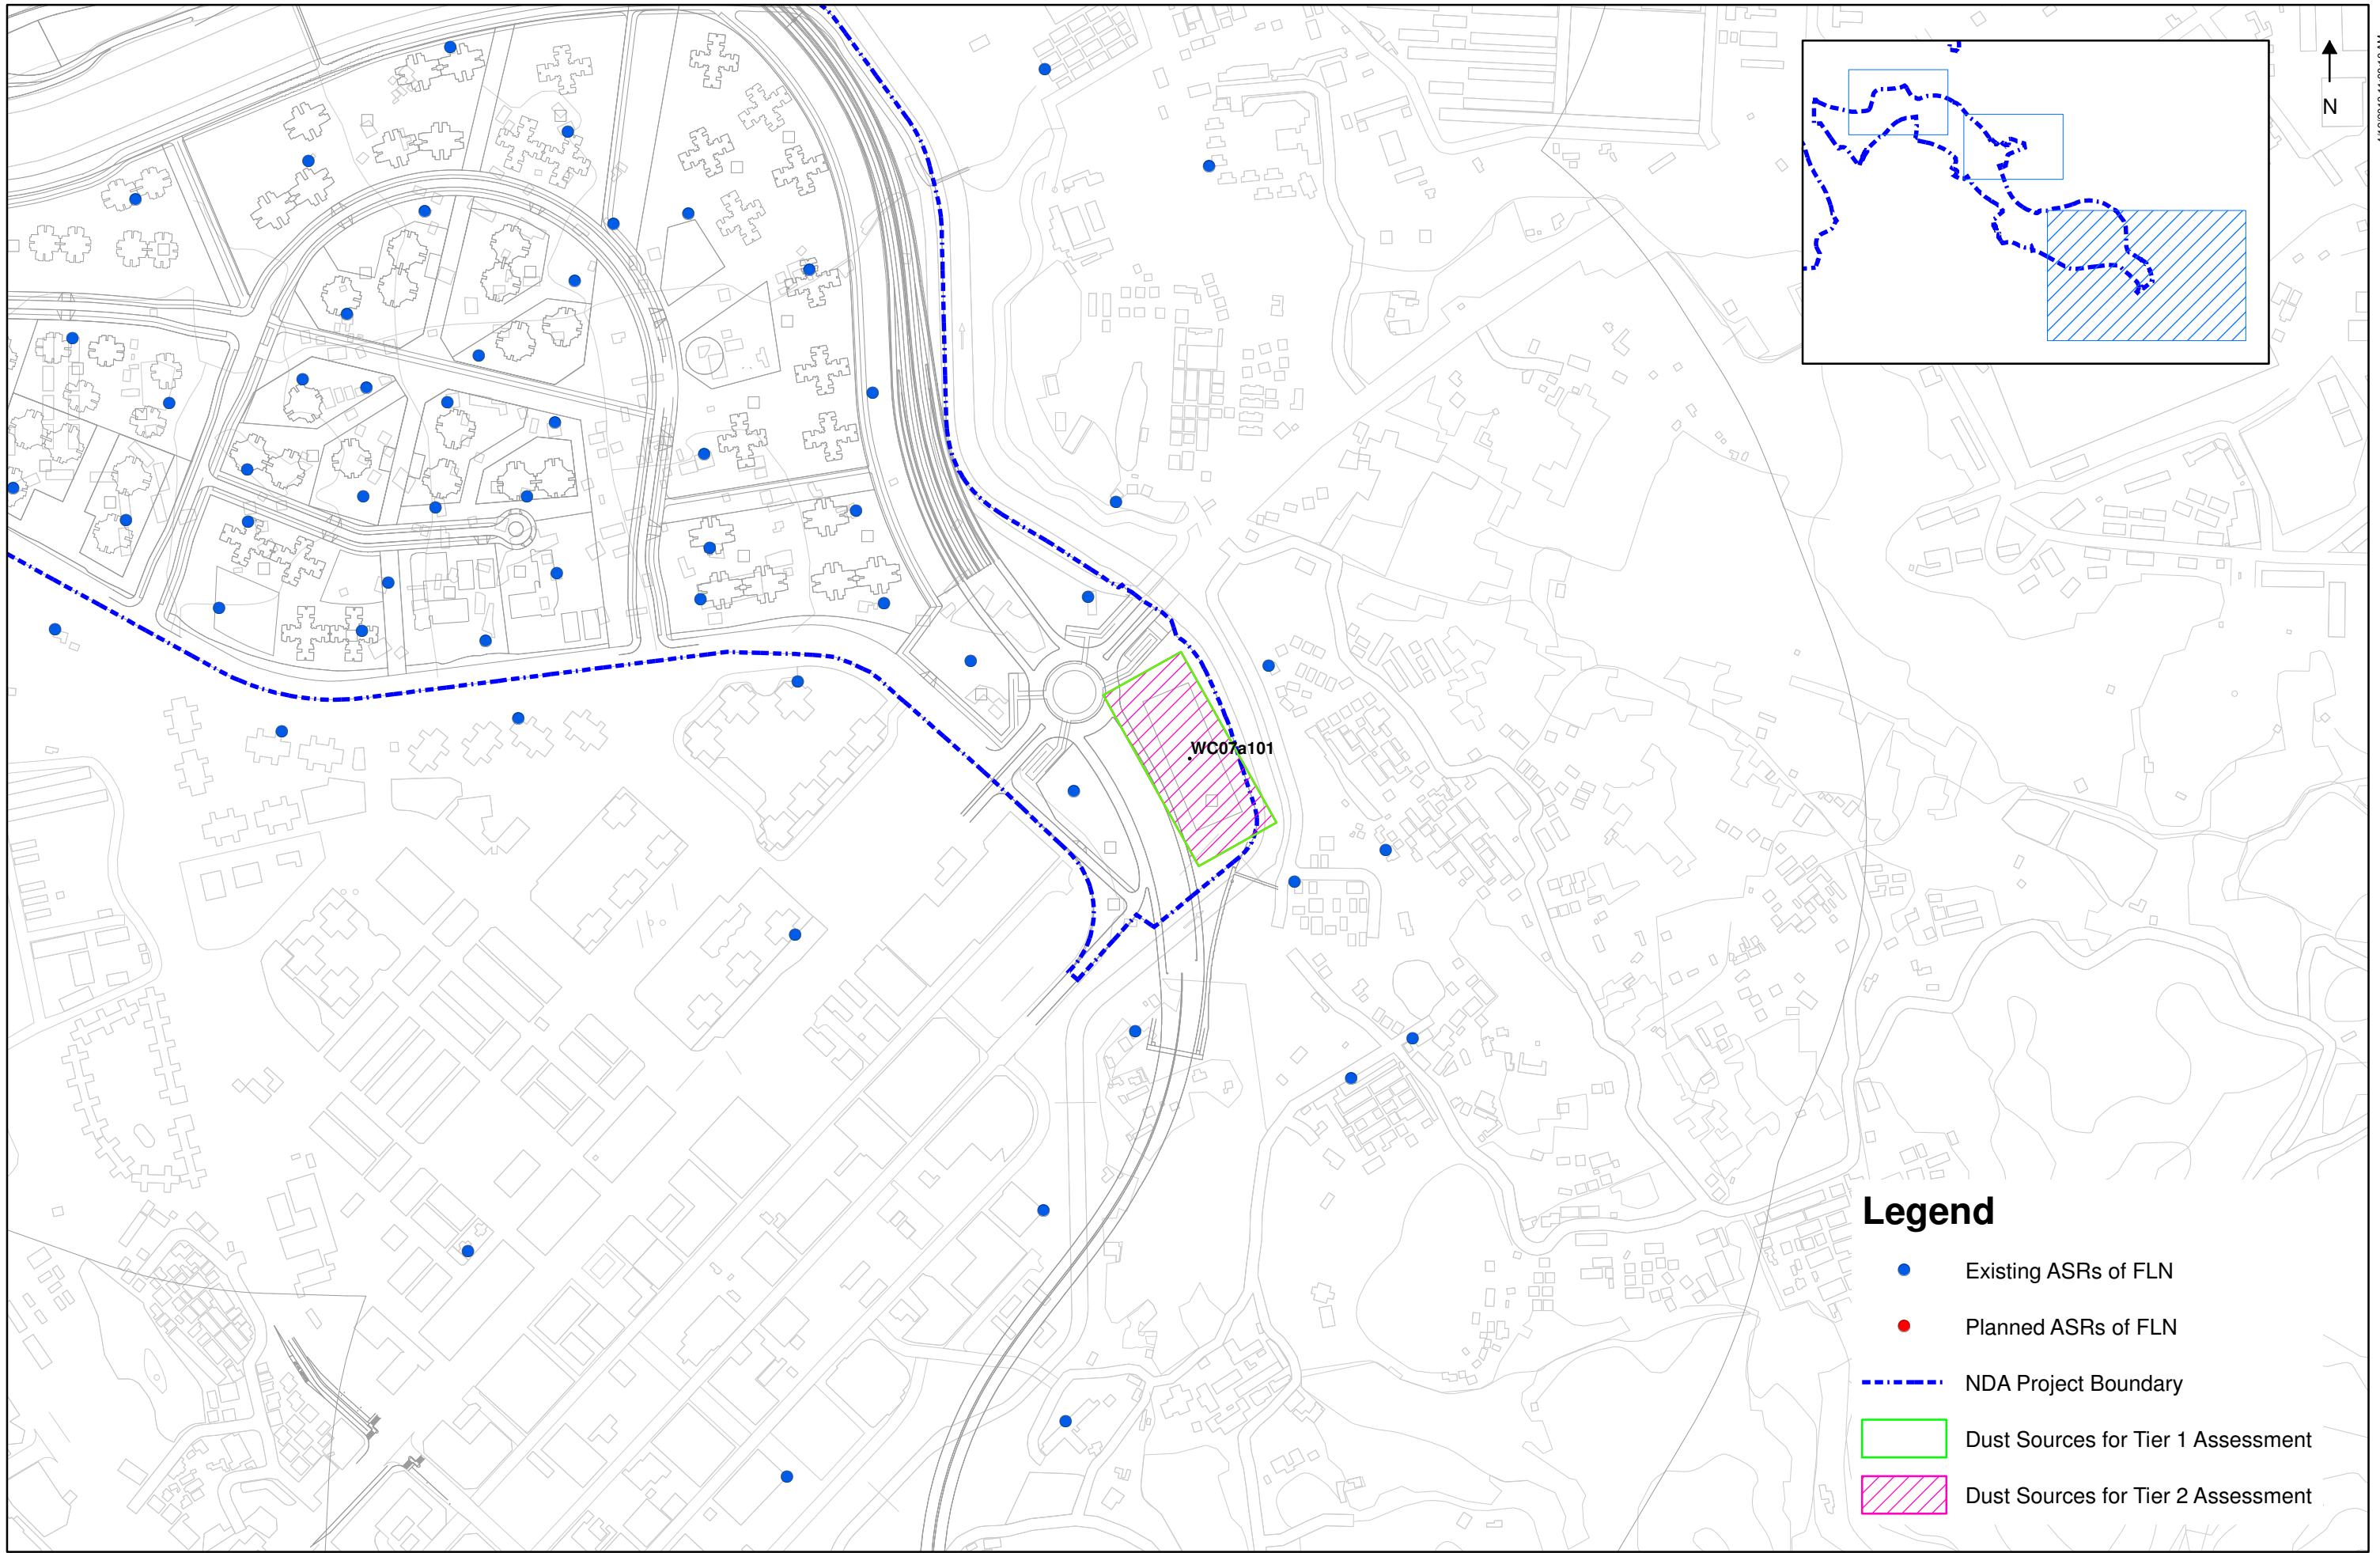 N
WC07a101
Legend
Existing ASRs of FLN
Planned ASRs of FLN
NDA Project Boundary
Dust Sources for Tier 1 Assessment
Dust Sources for Tier 2 Assessment